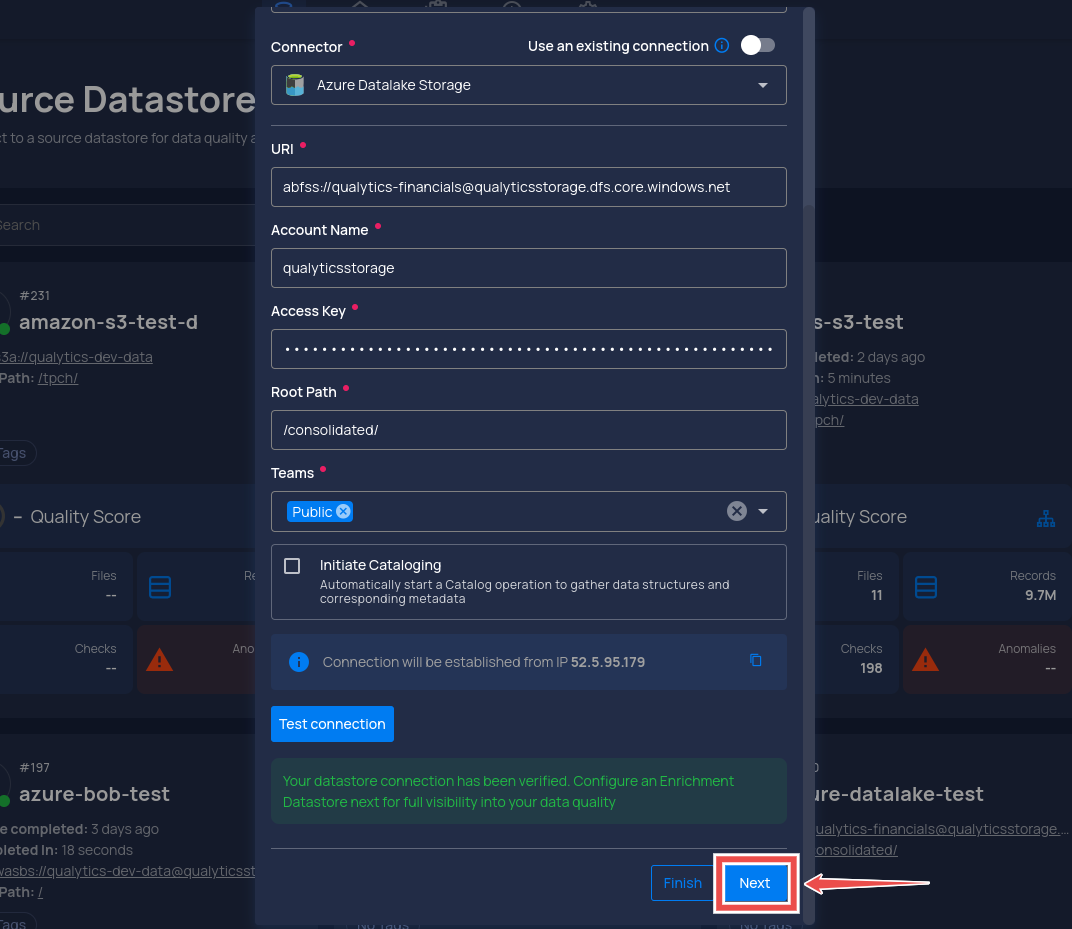 Connector
Use an existing connection
Azure Datalake Storage
URI
abfss://qualytics-financials@qualyticsstorage.dfs.core.windows.net
Account Name
qualyticsstorage
Access Key
Root Path
/consolidated/
Teams
Public
Initiate Cataloging
Automatically start a Catalog operation to gather data structures and
corresponding metadata
Connection will be established from IP 52.5.95.179
Test connection
Your datastore connection has been verified. Configure an Enrichment
Datastore next for full visibility into your data quality
Finish
Next
urce Datastore
ct to a source datastore for data quality a
Search
#231
amazon-s3-test-d
s3a://qualytics-dev-data
Path: /tpch/
Tags
– Quality Score
Files
--
Re
Checks
--
Ano
#197
azure-bob-test
e completed: 3 days ago
pleted In: 18 seconds
wasbs://qualytics-dev-data@qualyticsst
Path: /
Tags
No Tags
s-s3-test
leted: 2 days ago
n: 5 minutes
alytics-dev-data
pch/
uality Score
Files
11
Records
9.7M
Checks
198
Anomalies
--
ure-datalake-test
ualytics-financials@qualyticsstorage....
onsolidated/
No Tags